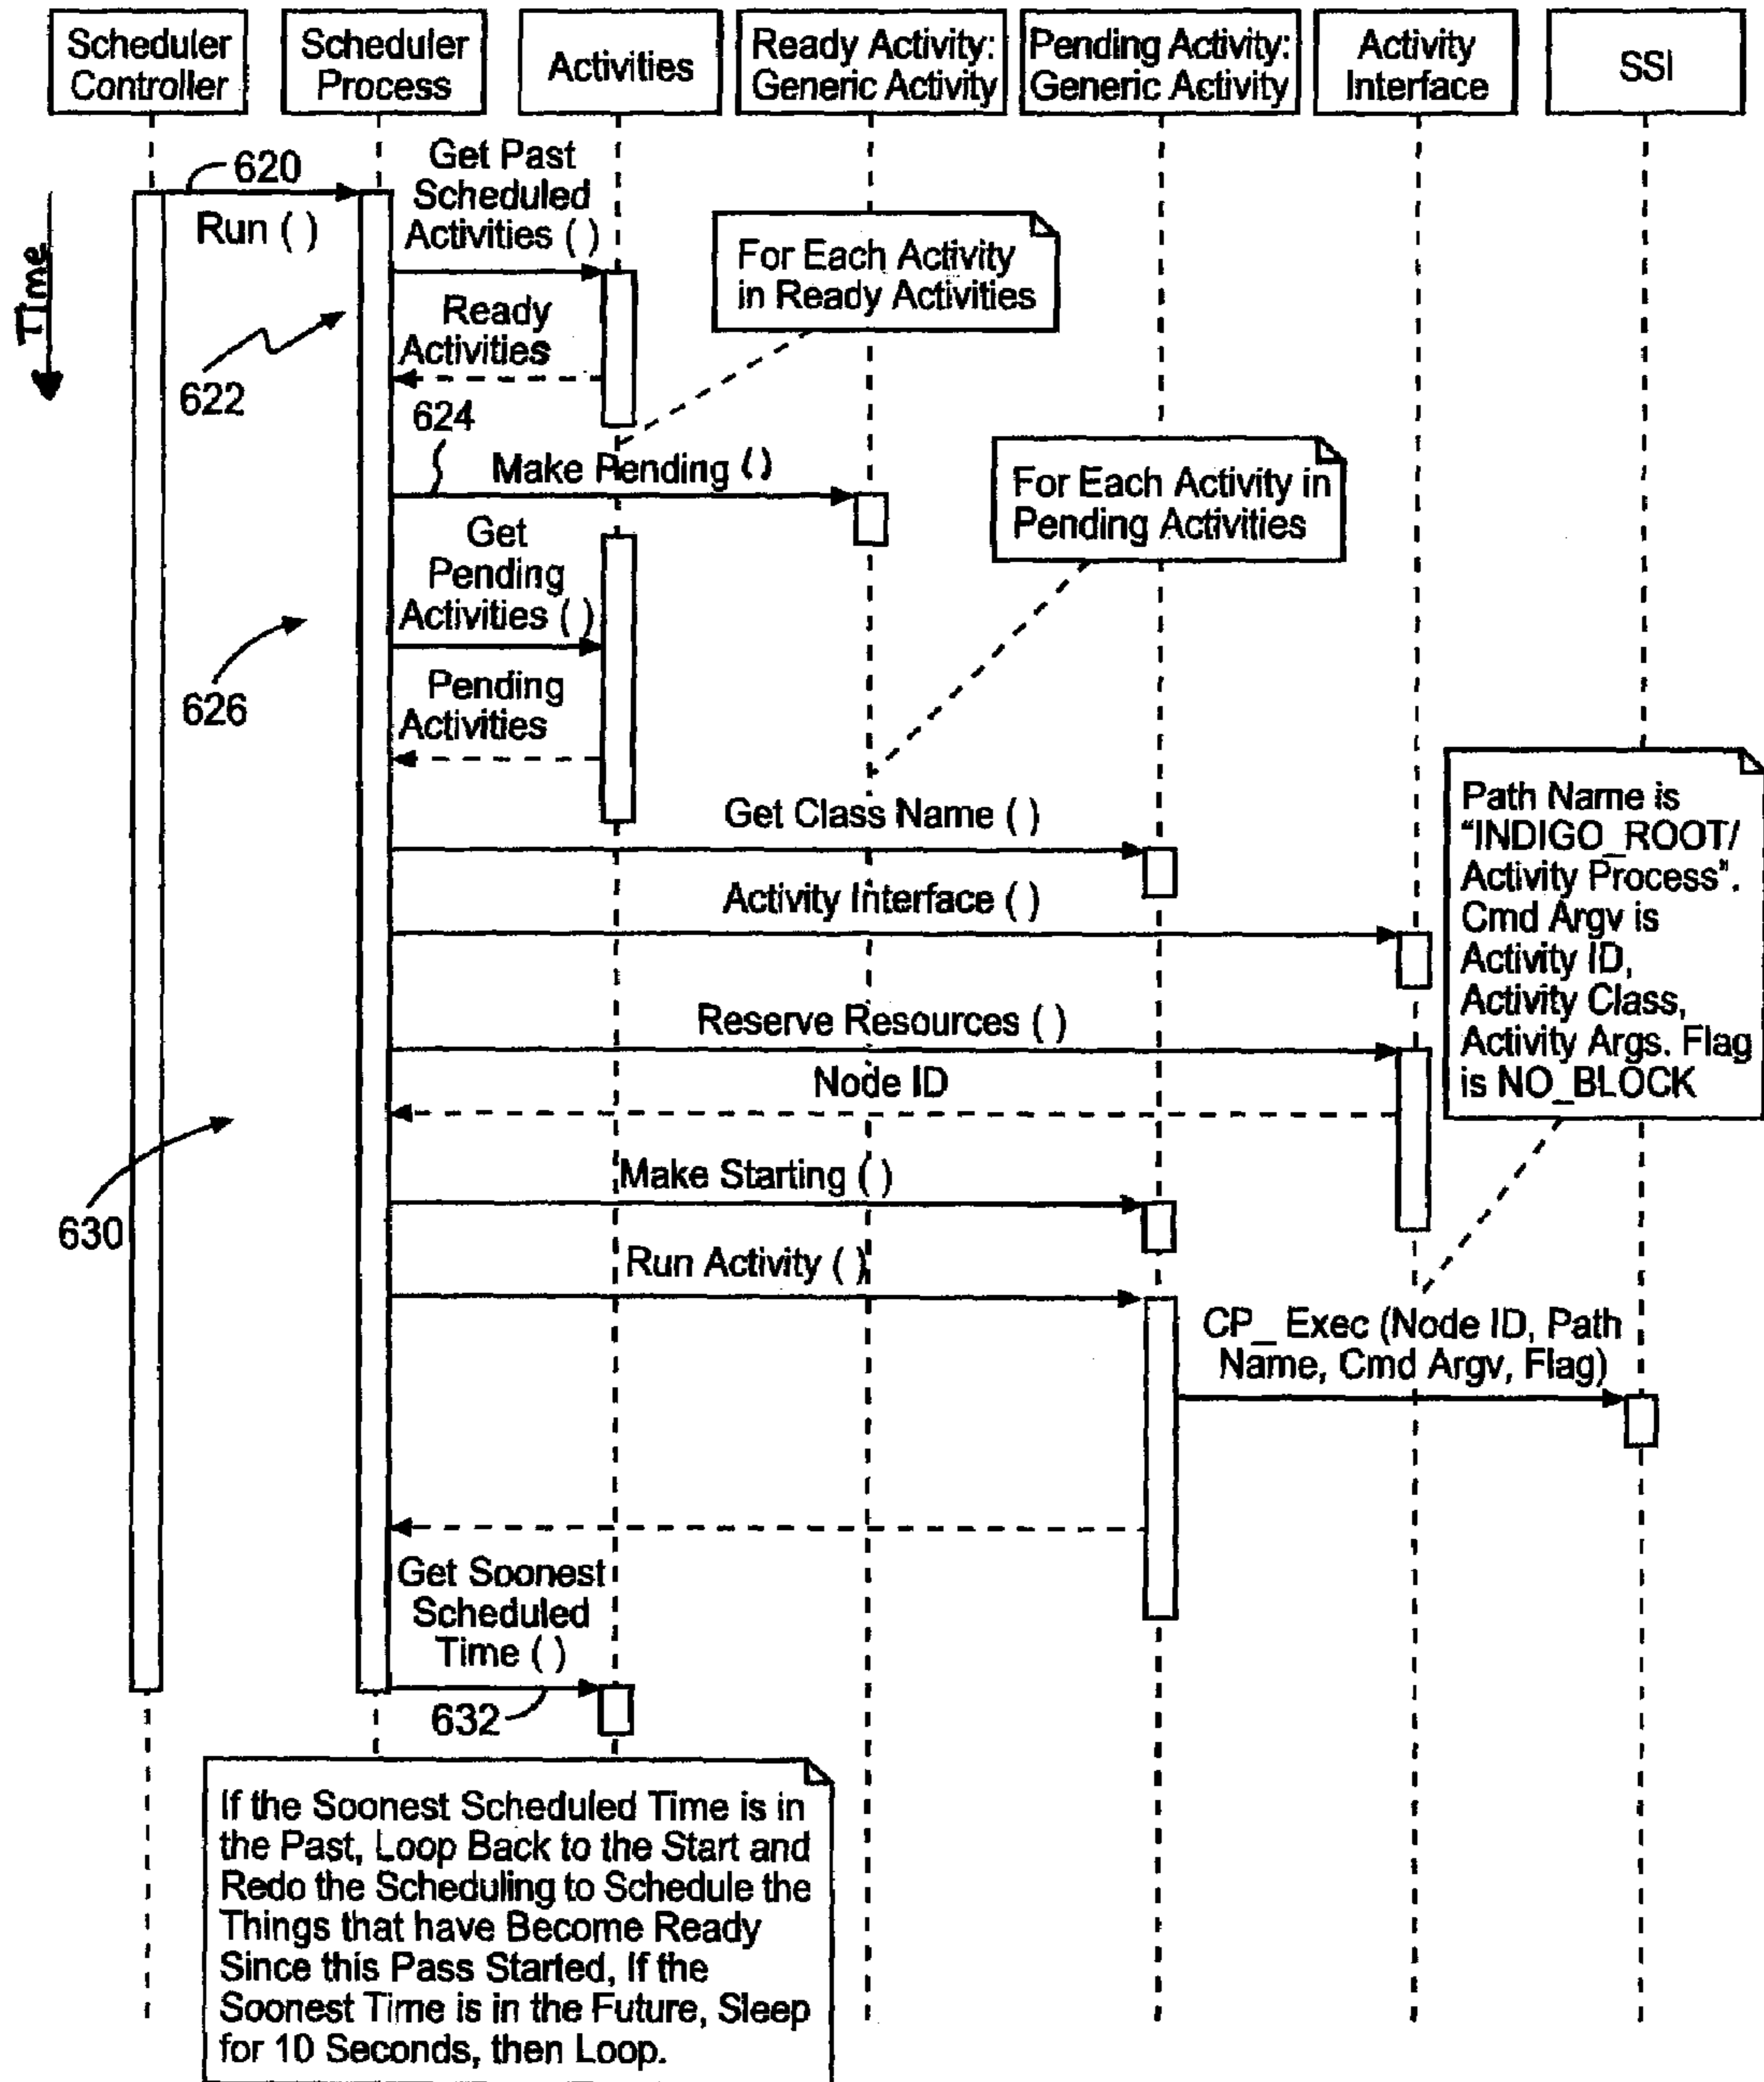 Scheduler
Controller
Scheduler
Process
Activities
Ready Activity:
Generic Activity
Pending Activity:
Generic Activity
Activity
Interface
SSI
Time
620
Run ( )
Get Past
Scheduled
Activities ( )
For Each Activity
in Ready Activities
Ready
Activities
622
624
Make Pending ( )
For Each Activity in
Pending Activities
Get
Pending
Activities ( )
626
Pending
Activities
Path Name is
"INDIGO_ROOT/
Activity Process".
Cmd Argv is
Activity ID,
Activity Class,
Activity Args. Flag
is NO_BLOCK
Get Class Name ( )
Activity Interface ( )
Reserve Resources ( )
Node ID
630
Make Starting ( )
Run Activity ( )
CP_ Exec (Node ID, Path
Name, Cmd Argv, Flag)
Get Soonest
Scheduled
Time ( )
632
If the Soonest Scheduled Time is in
the Past, Loop Back to the Start and
Redo the Scheduling to Schedule the
Things that have Become Ready
Since this Pass Started, If the
Soonest Time is in the Future, Sleep
for 10 Seconds, then Loop.